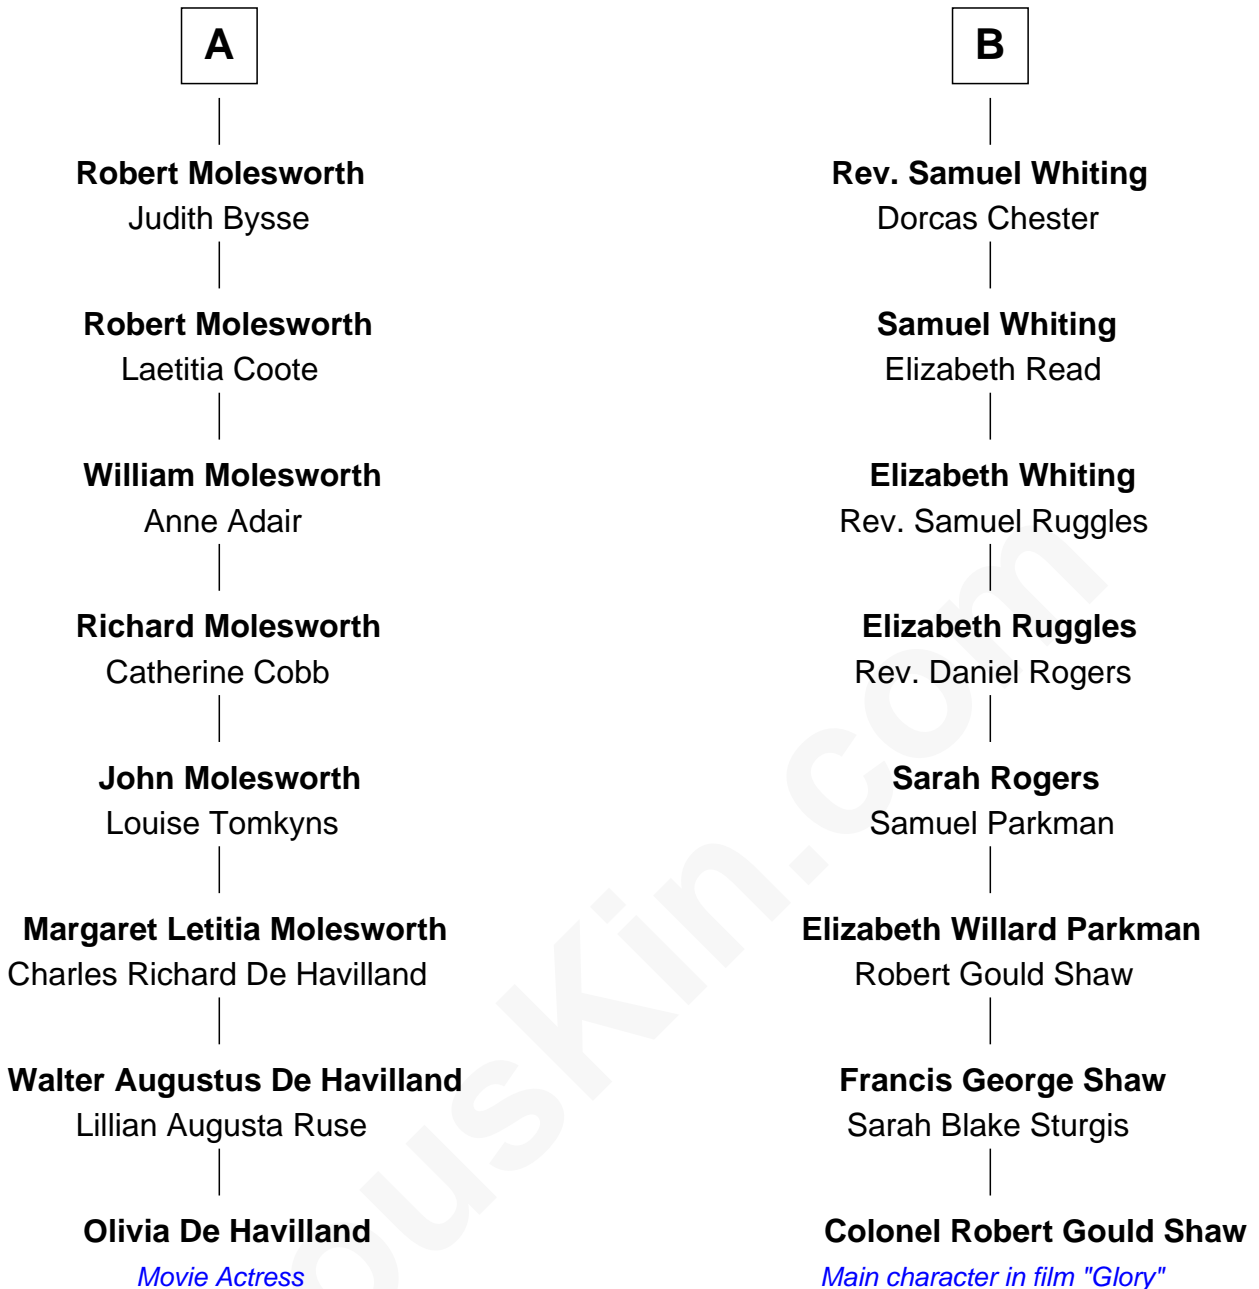 A
Robert Molesworth
Judith Bysse
Robert Molesworth
Laetitia Coote
William Molesworth
Anne Adair
Richard Molesworth
Catherine Cobb
John Molesworth
Louise Tomkyns
Margaret Letitia Molesworth
Charles Richard De Havilland
Walter Augustus De Havilland
Lillian Augusta Ruse
Olivia De Havilland
Movie Actress
B
Rev. Samuel Whiting
Dorcas Chester
Samuel Whiting
Elizabeth Read
Elizabeth Whiting
Rev. Samuel Ruggles
Elizabeth Ruggles
Rev. Daniel Rogers
Sarah Rogers
Samuel Parkman
Elizabeth Willard Parkman
Robert Gould Shaw
Francis George Shaw
Sarah Blake Sturgis
Colonel Robert Gould Shaw
Main character in film "Glory"
ousKin.com